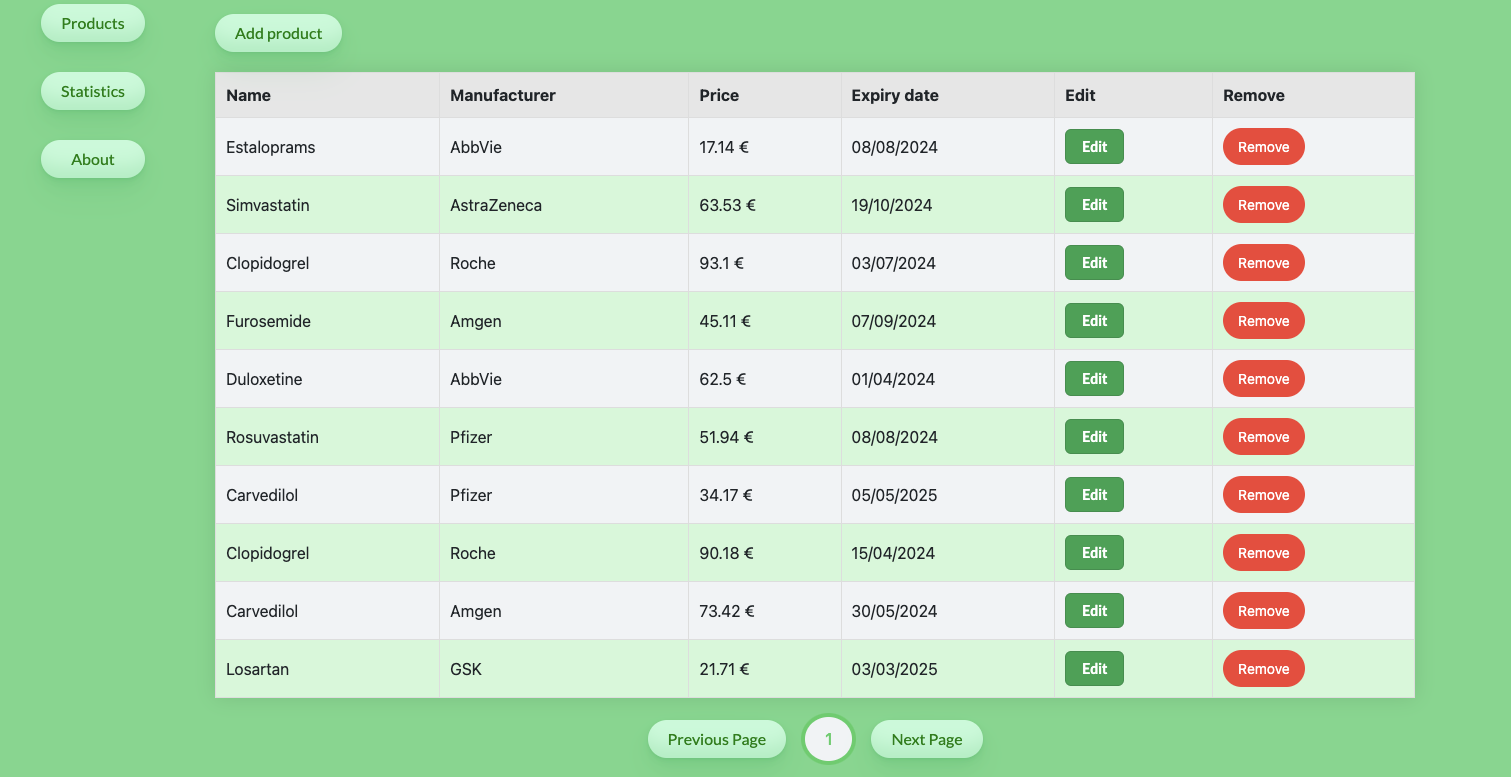 Products
Statistics
About
Add product
Name Manufacturer Price Expiry date Edit Remove
Estaloprams AbbVie 17.14 € 08/08/2024 Edit Remove
Simvastatin AstraZeneca 63.53 € 19/10/2024 Edit Remove
Clopidogrel Roche 93.1 € 03/07/2024 Edit Remove
Furosemide Amgen 45.11 € 07/09/2024 Edit Remove
Duloxetine AbbVie 62.5 € 01/04/2024 Edit Remove
Rosuvastatin Pfizer 51.94 € 08/08/2024 Edit Remove
Carvedilol Pfizer 34.17 € 05/05/2025 Edit Remove
Clopidogrel Roche 90.18 € 15/04/2024 Edit Remove
Carvedilol Amgen 73.42 € 30/05/2024 Edit Remove
Losartan GSK 21.71 € 03/03/2025 Edit Remove
Previous Page 1 Next Page